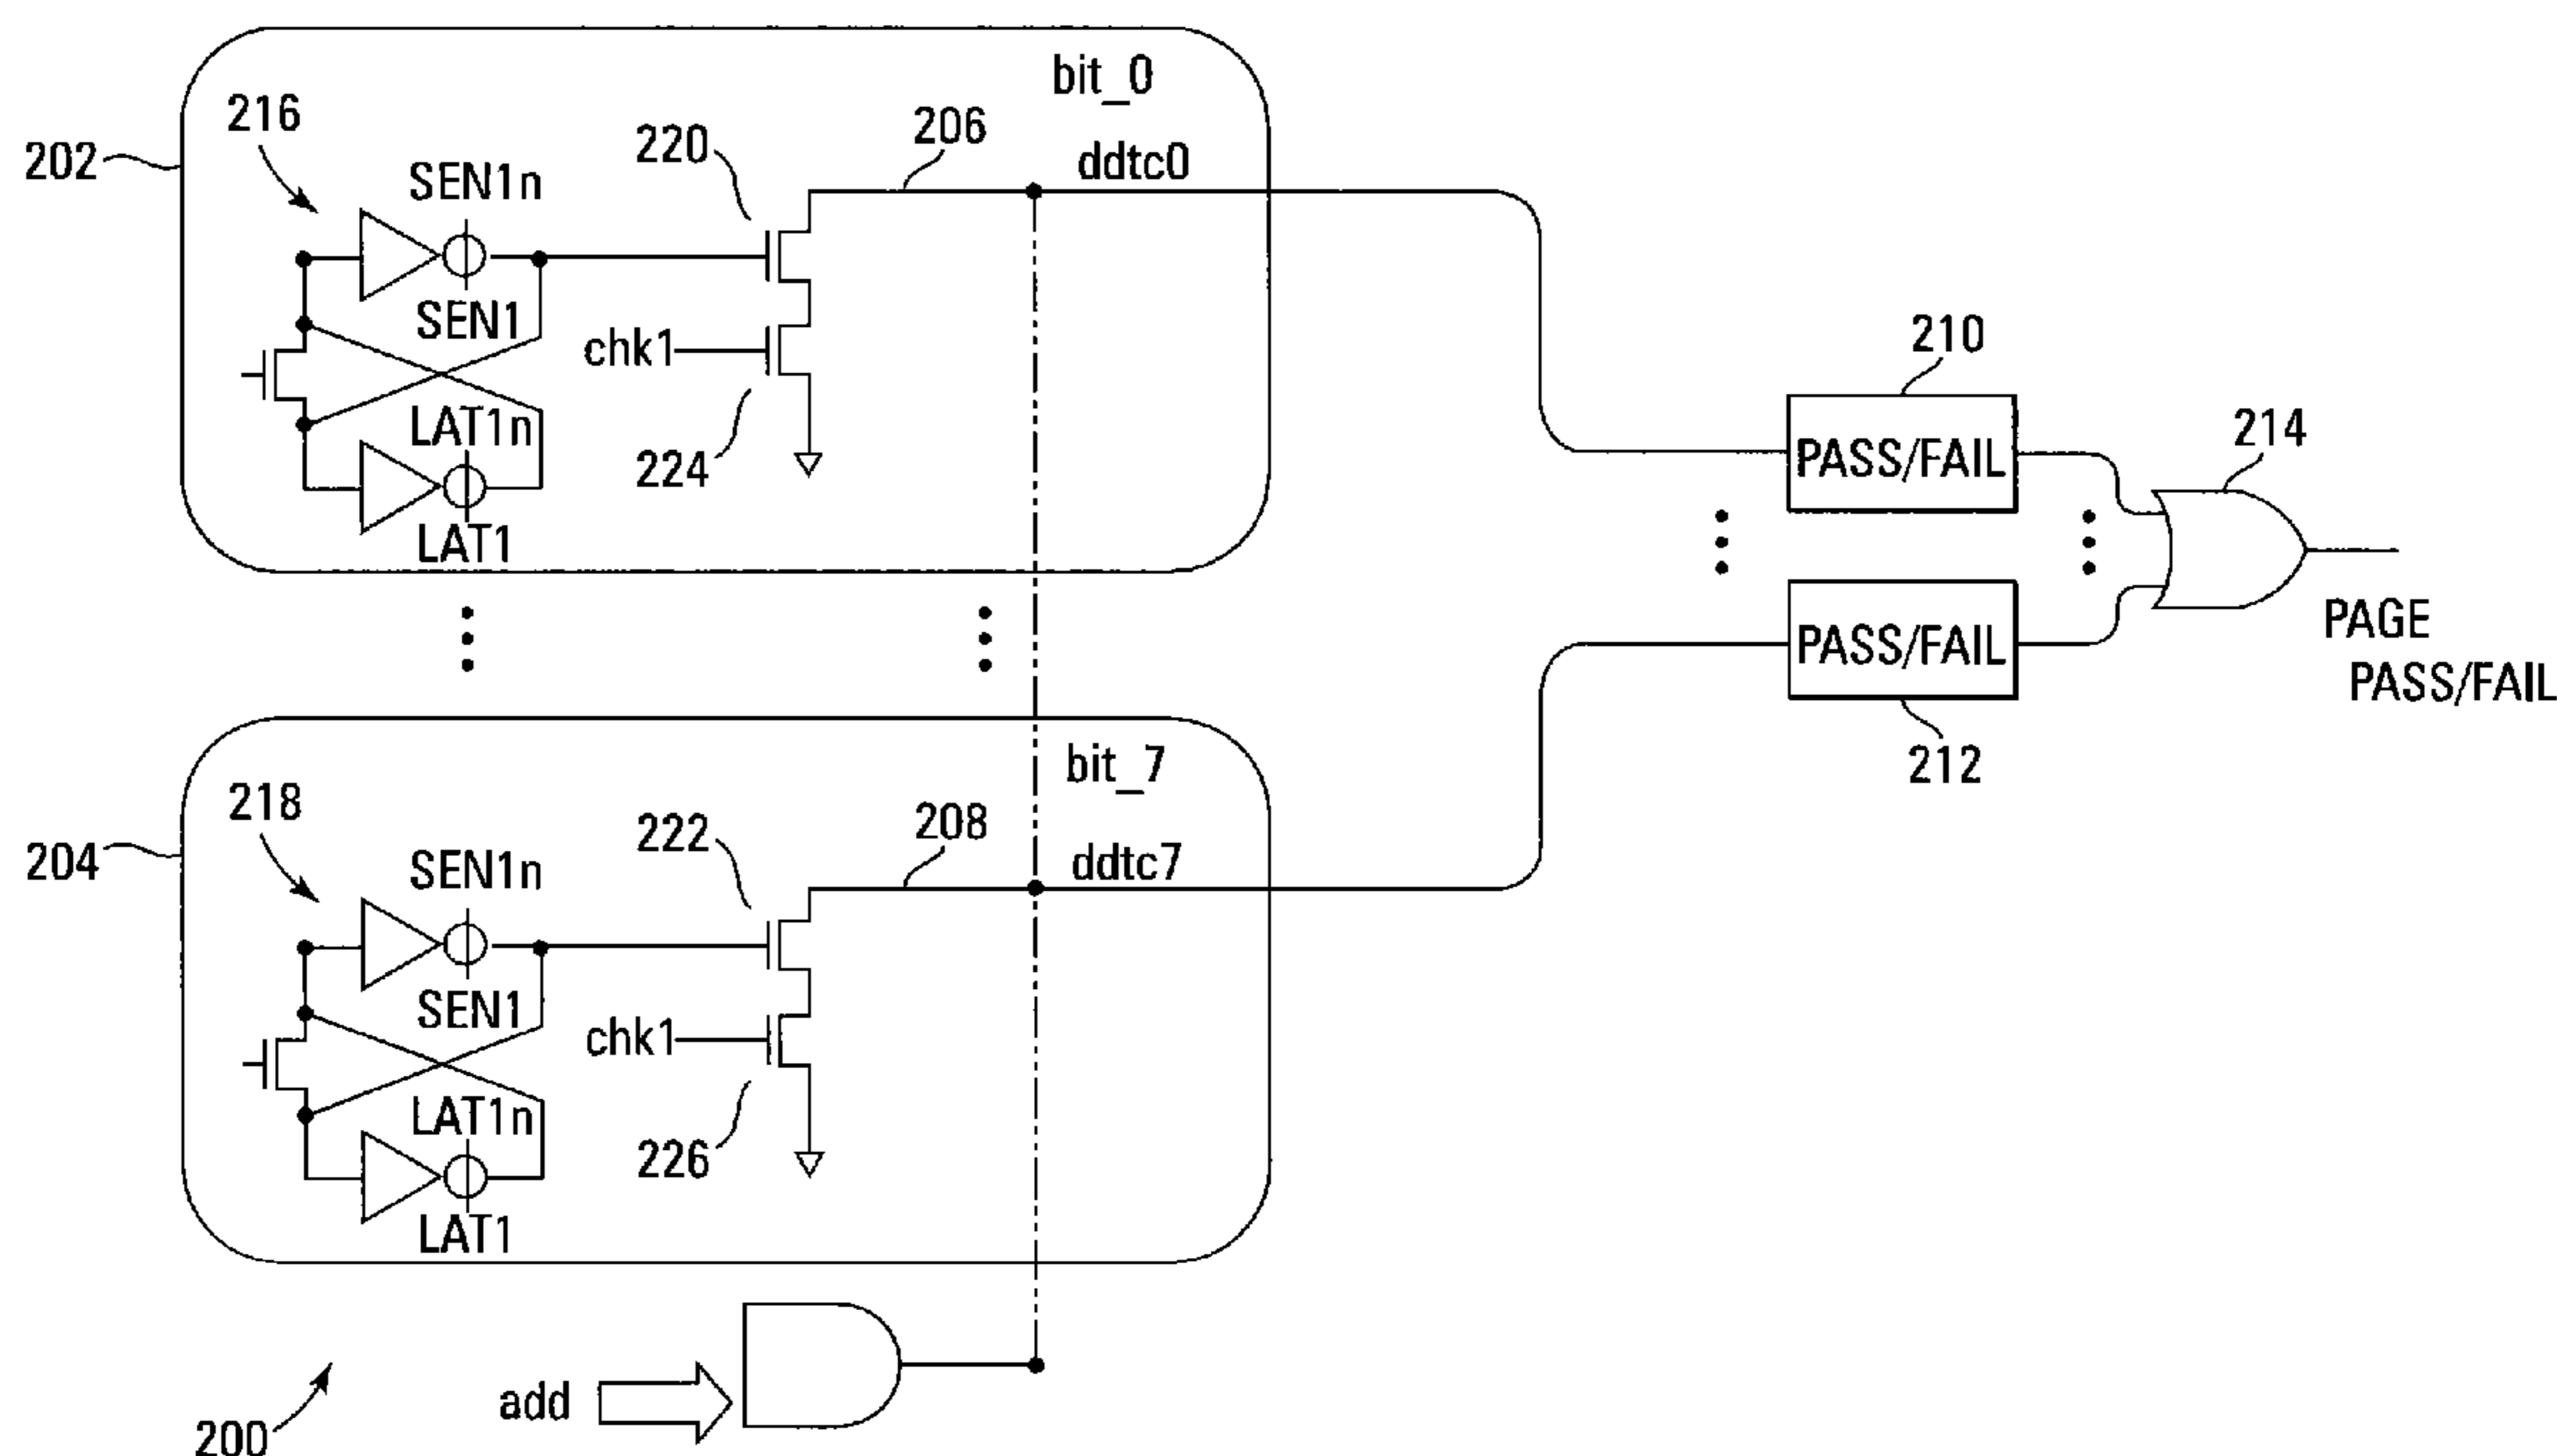 bit_0
216
206
220
202
ddtc0
SEN1n
SEN1
210
chk1
214
LAT1n
PASS/FAIL
224
LAT1
PAGE
PASS/FAIL
PASS/FAIL
bit_7
212
218
208
222
204
ddtc7
SEN1n
SEN1
chk1
LAT1n
226
LAT1
add
200